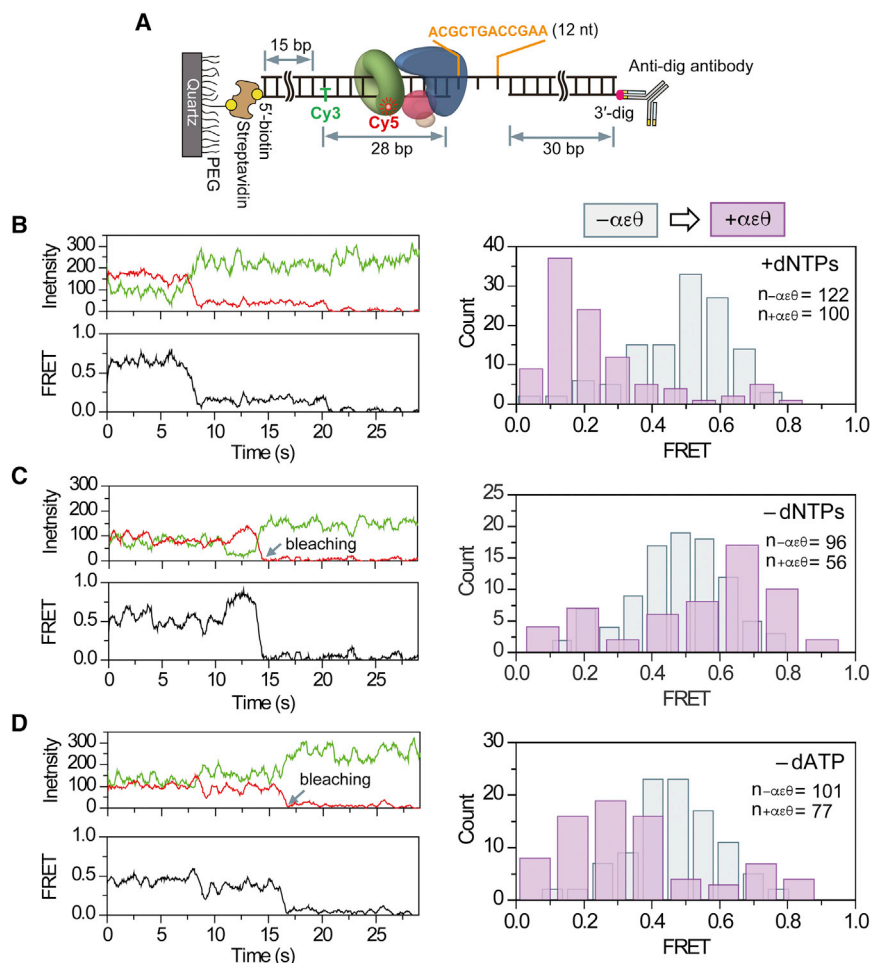 A
ACGCTGACCGAA (12 nt)
15 bp
Anti-dig antibody
Quartz
PEG
Streptavidin
5'-biotin
Cy3
Cy5
3'-dig
28 bp
30 bp
−αεθ
+αεθ
B
Inetnsity
300
200
100
0
FRET
1.0
0.5
0.0
0 5 10 15 20 25
Time (s)
Count
40
30
20
10
0
+dNTPs
n−αεθ = 122
n+αεθ = 100
0.0 0.2 0.4 0.6 0.8 1.0
FRET
C
Inetnsity
300
200
100
0
bleaching
FRET
1.0
0.5
0
0 5 10 15 20 25
Time (s)
Count
25
20
15
10
5
0
−dNTPs
n−αεθ = 96
n+αεθ = 56
0.0 0.2 0.4 0.6 0.8 1.0
FRET
D
Inetnsity
300
200
100
0
bleaching
FRET
1.0
0.5
0.0
0 5 10 15 20 25
Time (s)
Count
30
20
10
0
−dATP
n−αεθ = 101
n+αεθ = 77
0.0 0.2 0.4 0.6 0.8 1.0
FRET